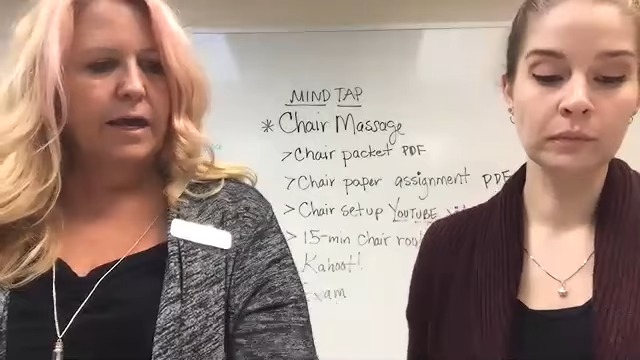 MIND TAP
* Chair Massage
> Chair packet PDF
> Chair paper assignment PDF
> Chair setup YOUTUBE
> 15-min Chair
Kahoot!
Exam